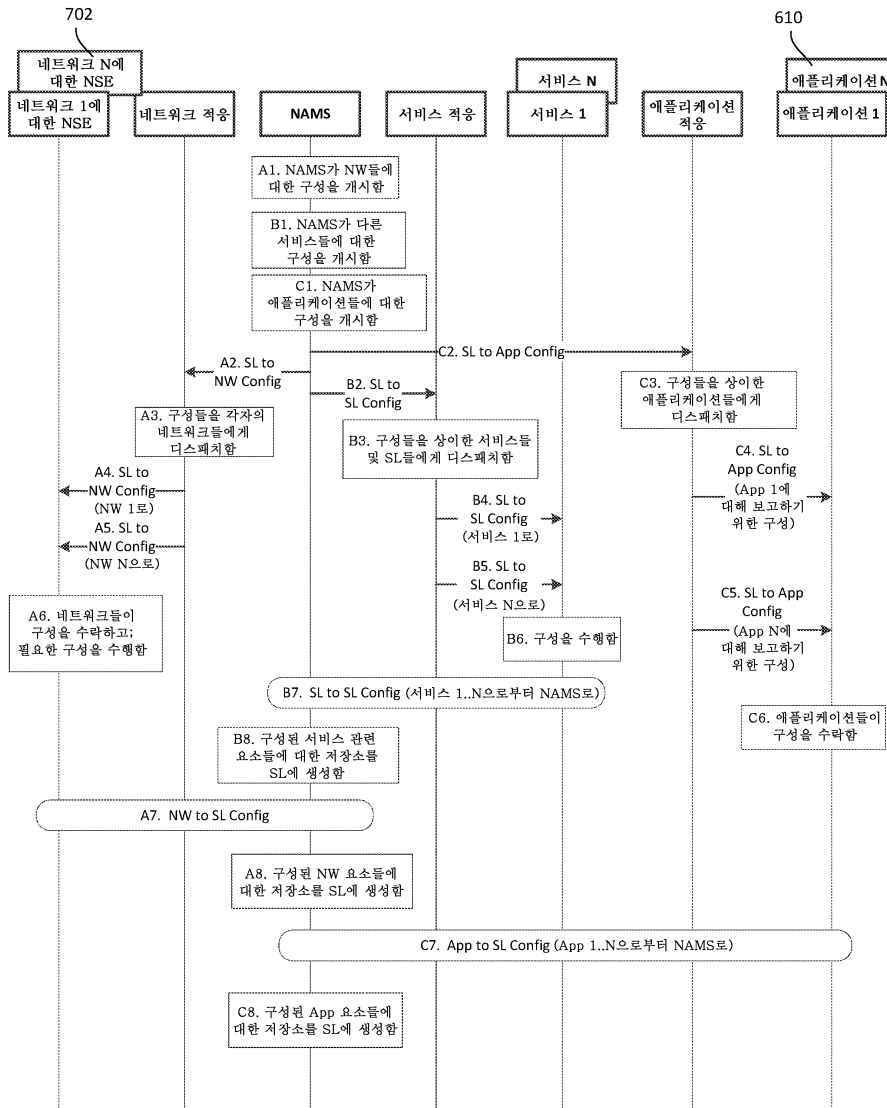 702
610
네트워크 N에
대한 NSE
서비스 N
애플리케이션 N
네트워크 1에
대한 NSE
네트워크 적응
NAMS
서비스 적응
서비스 1
애플리케이션
적응
애플리케이션 1
A1. NAMS가 NW들에
대한 구성을 개시함
B1. NAMS가 다른
서비스들에 대한
구성을 개시함
C1. NAMS가
애플리케이션들에 대한
구성을 개시함
C2. SL to App Config
A2. SL to
NW Config
B2. SL to
SL Config
C3. 구성들을 상이한
애플리케이션들에게
디스패치함
A3. 구성들을 각자의
네트워크들에게
디스패치함
B3. 구성들을 상이한 서비스들
및 SL들에게 디스패치함
C4. SL to
App Config
(App 1에
대해 보고하기
위한 구성)
A4. SL to
NW Config
(NW 1로)
B4. SL to
SL Config
(서비스 1로)
A5. SL to
NW Config
(NW N으로)
B5. SL to
SL Config
(서비스 N으로)
C5. SL to App
Config
(App N에
대해 보고하기
위한 구성)
A6. 네트워크들이
구성을 수락하고;
필요한 구성을 수행함
B6. 구성을 수행함
B7. SL to SL Config (서비스 1..N으로부터 NAMS로)
C6. 애플리케이션들이
구성을 수락함
B8. 구성된 서비스 관련
요소들에 대한 저장소를
SL에 생성함
A7. NW to SL Config
A8. 구성된 NW 요소들에
대한 저장소를 SL에 생성함
C7. App to SL Config (App 1..N으로부터 NAMS로)
C8. 구성된 App 요소들에
대한 저장소를 SL에 생성함